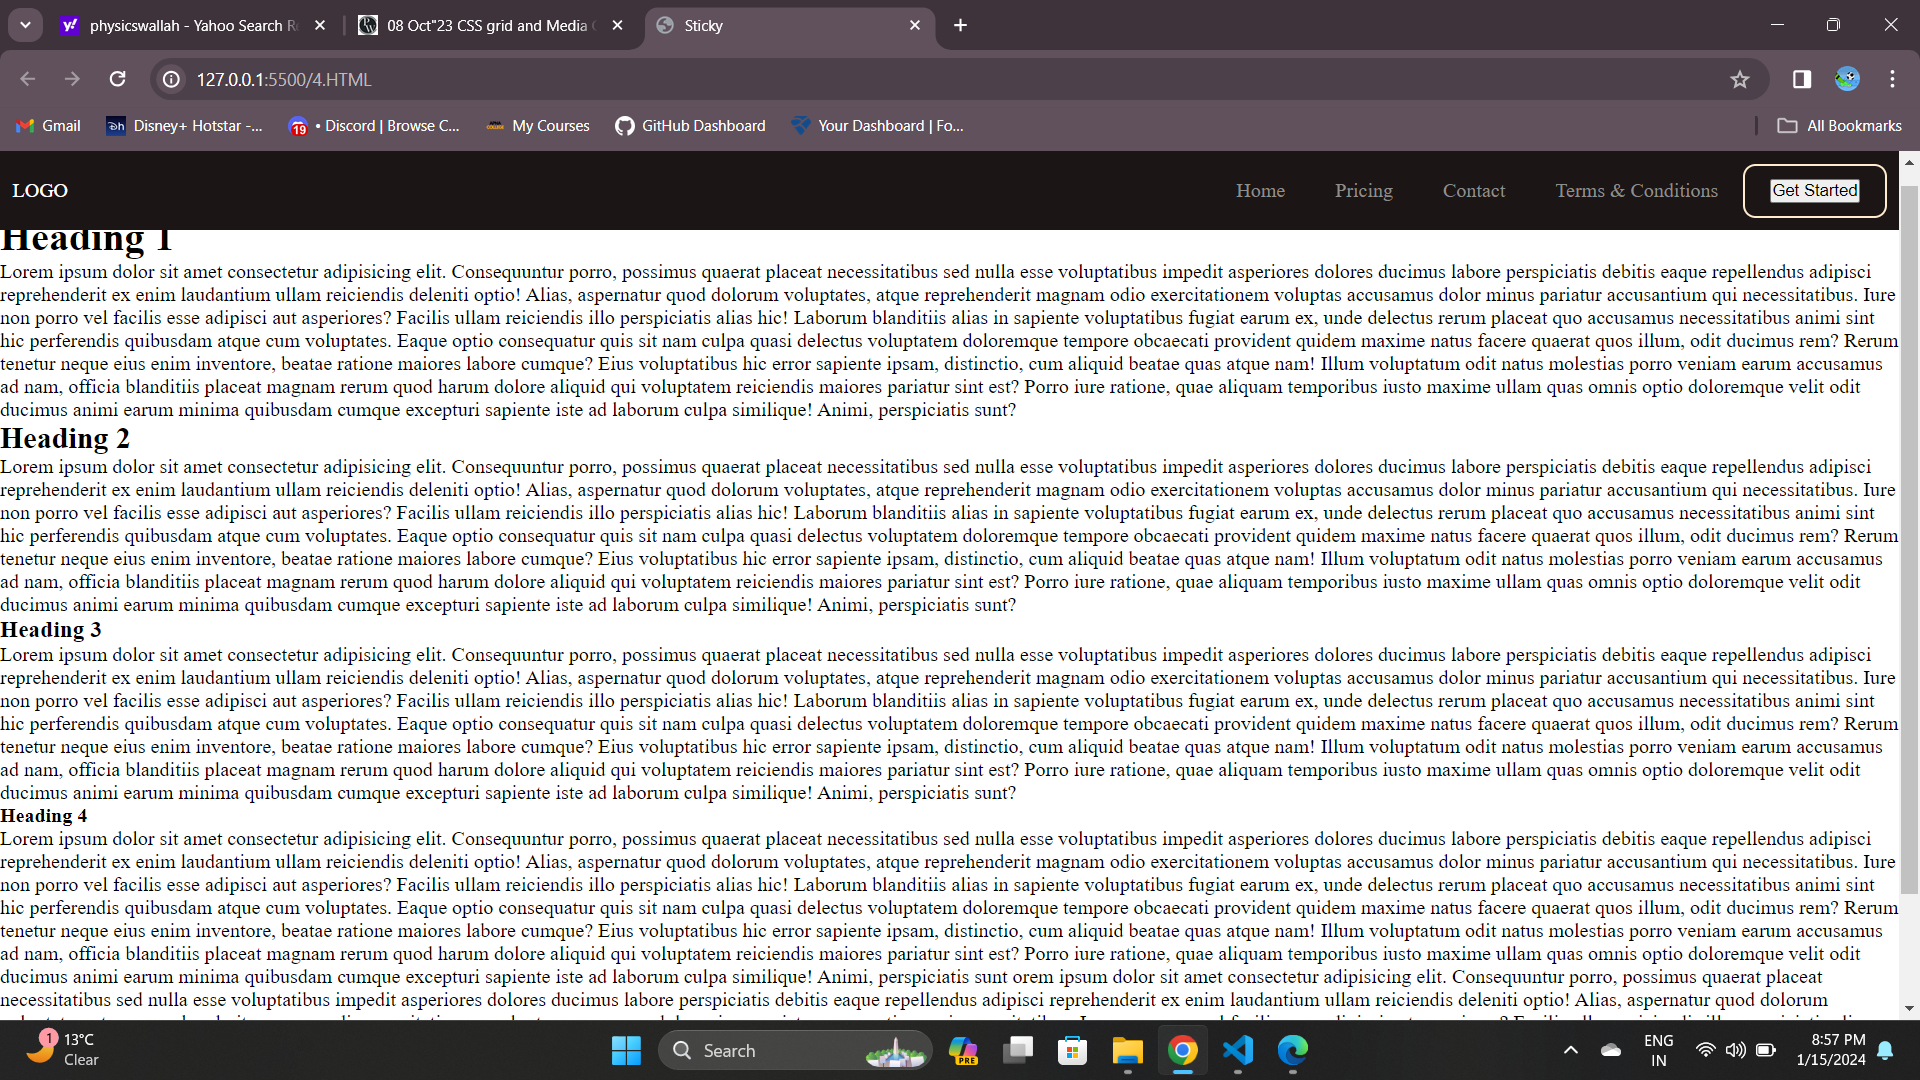 physicswallah - Yahoo Search R
08 Oct"23 CSS grid and Media
Sticky
127.0.0.1:5500/4.HTML
Gmail
Disney+ Hotstar -...
19
• Discord | Browse C...
My Courses
GitHub Dashboard
Your Dashboard | Fo...
All Bookmarks
LOGO
Home
Pricing
Contact
Terms & Conditions
Get Started
Heading 1
Lorem ipsum dolor sit amet consectetur adipisicing elit. Consequuntur porro, possimus quaerat placeat necessitatibus sed nulla esse voluptatibus impedit asperiores dolores ducimus labore perspiciatis debitis eaque repellendus adipisci
reprehenderit ex enim laudantium ullam reiciendis deleniti optio! Alias, aspernatur quod dolorum voluptates, atque reprehenderit magnam odio exercitationem voluptas accusamus dolor minus pariatur accusantium qui necessitatibus. Iure
non porro vel facilis esse adipisci aut asperiores? Facilis ullam reiciendis illo perspiciatis alias hic! Laborum blanditiis alias in sapiente voluptatibus fugiat earum ex, unde delectus rerum placeat quo accusamus necessitatibus animi sint
hic perferendis quibusdam atque cum voluptates. Eaque optio consequatur quis sit nam culpa quasi delectus voluptatem doloremque tempore obcaecati provident quidem maxime natus facere quaerat quos illum, odit ducimus rem? Rerum
tenetur neque eius enim inventore, beatae ratione maiores labore cumque? Eius voluptatibus hic error sapiente ipsam, distinctio, cum aliquid beatae quas atque nam! Illum voluptatum odit natus molestias porro veniam earum accusamus
ad nam, officia blanditiis placeat magnam rerum quod harum dolore aliquid qui voluptatem reiciendis maiores pariatur sint est? Porro iure ratione, quae aliquam temporibus iusto maxime ullam quas omnis optio doloremque velit odit
ducimus animi earum minima quibusdam cumque excepturi sapiente iste ad laborum culpa similique! Animi, perspiciatis sunt?
Heading 2
Lorem ipsum dolor sit amet consectetur adipisicing elit. Consequuntur porro, possimus quaerat placeat necessitatibus sed nulla esse voluptatibus impedit asperiores dolores ducimus labore perspiciatis debitis eaque repellendus adipisci
reprehenderit ex enim laudantium ullam reiciendis deleniti optio! Alias, aspernatur quod dolorum voluptates, atque reprehenderit magnam odio exercitationem voluptas accusamus dolor minus pariatur accusantium qui necessitatibus. Iure
non porro vel facilis esse adipisci aut asperiores? Facilis ullam reiciendis illo perspiciatis alias hic! Laborum blanditiis alias in sapiente voluptatibus fugiat earum ex, unde delectus rerum placeat quo accusamus necessitatibus animi sint
hic perferendis quibusdam atque cum voluptates. Eaque optio consequatur quis sit nam culpa quasi delectus voluptatem doloremque tempore obcaecati provident quidem maxime natus facere quaerat quos illum, odit ducimus rem? Rerum
tenetur neque eius enim inventore, beatae ratione maiores labore cumque? Eius voluptatibus hic error sapiente ipsam, distinctio, cum aliquid beatae quas atque nam! Illum voluptatum odit natus molestias porro veniam earum accusamus
ad nam, officia blanditiis placeat magnam rerum quod harum dolore aliquid qui voluptatem reiciendis maiores pariatur sint est? Porro iure ratione, quae aliquam temporibus iusto maxime ullam quas omnis optio doloremque velit odit
ducimus animi earum minima quibusdam cumque excepturi sapiente iste ad laborum culpa similique! Animi, perspiciatis sunt?
Heading 3
Lorem ipsum dolor sit amet consectetur adipisicing elit. Consequuntur porro, possimus quaerat placeat necessitatibus sed nulla esse voluptatibus impedit asperiores dolores ducimus labore perspiciatis debitis eaque repellendus adipisci
reprehenderit ex enim laudantium ullam reiciendis deleniti optio! Alias, aspernatur quod dolorum voluptates, atque reprehenderit magnam odio exercitationem voluptas accusamus dolor minus pariatur accusantium qui necessitatibus. Iure
non porro vel facilis esse adipisci aut asperiores? Facilis ullam reiciendis illo perspiciatis alias hic! Laborum blanditiis alias in sapiente voluptatibus fugiat earum ex, unde delectus rerum placeat quo accusamus necessitatibus animi sint
hic perferendis quibusdam atque cum voluptates. Eaque optio consequatur quis sit nam culpa quasi delectus voluptatem doloremque tempore obcaecati provident quidem maxime natus facere quaerat quos illum, odit ducimus rem? Rerum
tenetur neque eius enim inventore, beatae ratione maiores labore cumque? Eius voluptatibus hic error sapiente ipsam, distinctio, cum aliquid beatae quas atque nam! Illum voluptatum odit natus molestias porro veniam earum accusamus
ad nam, officia blanditiis placeat magnam rerum quod harum dolore aliquid qui voluptatem reiciendis maiores pariatur sint est? Porro iure ratione, quae aliquam temporibus iusto maxime ullam quas omnis optio doloremque velit odit
ducimus animi earum minima quibusdam cumque excepturi sapiente iste ad laborum culpa similique! Animi, perspiciatis sunt?
Heading 4
Lorem ipsum dolor sit amet consectetur adipisicing elit. Consequuntur porro, possimus quaerat placeat necessitatibus sed nulla esse voluptatibus impedit asperiores dolores ducimus labore perspiciatis debitis eaque repellendus adipisci
reprehenderit ex enim laudantium ullam reiciendis deleniti optio! Alias, aspernatur quod dolorum voluptates, atque reprehenderit magnam odio exercitationem voluptas accusamus dolor minus pariatur accusantium qui necessitatibus. Iure
non porro vel facilis esse adipisci aut asperiores? Facilis ullam reiciendis illo perspiciatis alias hic! Laborum blanditiis alias in sapiente voluptatibus fugiat earum ex, unde delectus rerum placeat quo accusamus necessitatibus animi sint
hic perferendis quibusdam atque cum voluptates. Eaque optio consequatur quis sit nam culpa quasi delectus voluptatem doloremque tempore obcaecati provident quidem maxime natus facere quaerat quos illum, odit ducimus rem? Rerum
tenetur neque eius enim inventore, beatae ratione maiores labore cumque? Eius voluptatibus hic error sapiente ipsam, distinctio, cum aliquid beatae quas atque nam! Illum voluptatum odit natus molestias porro veniam earum accusamus
ad nam, officia blanditiis placeat magnam rerum quod harum dolore aliquid qui voluptatem reiciendis maiores pariatur sint est? Porro iure ratione, quae aliquam temporibus iusto maxime ullam quas omnis optio doloremque velit odit
ducimus animi earum minima quibusdam cumque excepturi sapiente iste ad laborum culpa similique! Animi, perspiciatis sunt orem ipsum dolor sit amet consectetur adipisicing elit. Consequuntur porro, possimus quaerat placeat
necessitatibus sed nulla esse voluptatibus impedit asperiores dolores ducimus labore perspiciatis debitis eaque repellendus adipisci reprehenderit ex enim laudantium ullam reiciendis deleniti optio! Alias, aspernatur quod dolorum
1
13°C
Clear
Search
PRE
ENG
IN
8:57 PM
1/15/2024